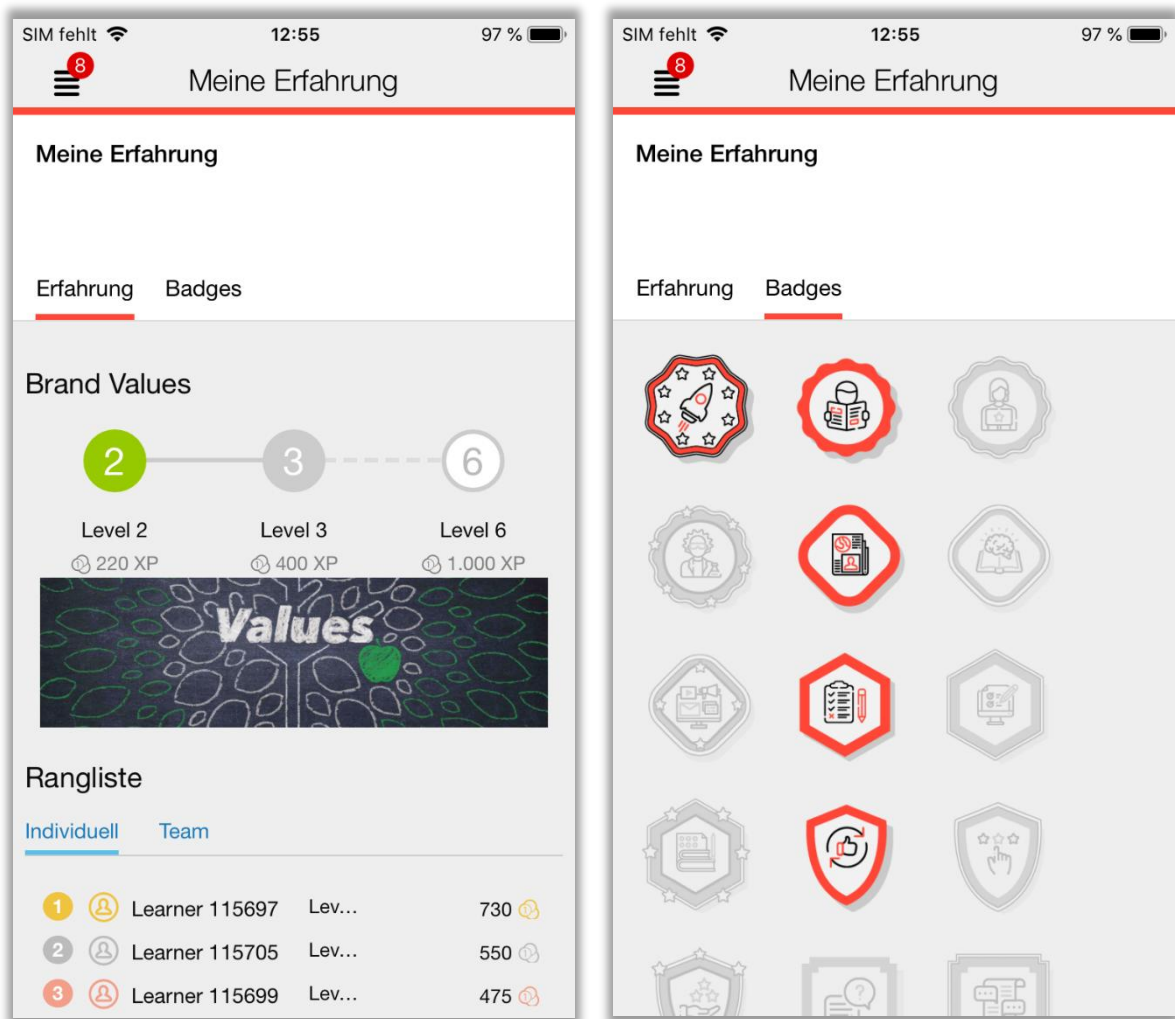 SIM fehlt 12:55 97 %
8
Meine Erfahrung
Meine Erfahrung
Erfahrung Badges
Brand Values
2 3 6
Level 2 Level 3 Level 6
220 XP 400 XP 1.000 XP
Values
Rangliste
Individuell Team
1 Learner 115697 Lev... 730
2 Learner 115705 Lev... 550
3 Learner 115699 Lev... 475
SIM fehlt 12:55 97 %
8
Meine Erfahrung
Meine Erfahrung
Erfahrung Badges
?